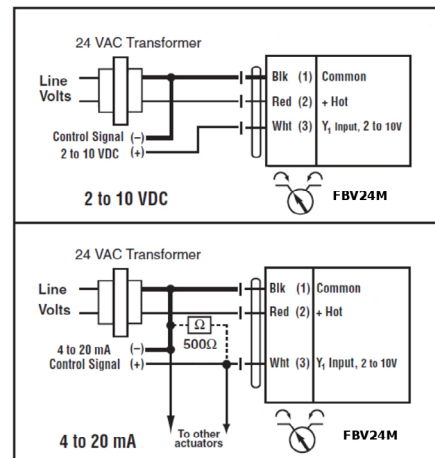 24 VAC Transformer
Line
Volts
Blk (1) Common
Red (2) + Hot
Control Signal (–)
2 to 10 VDC (+)
Wht (3) Y1 Input, 2 to 10V
2 to 10 VDC
FBV24M
24 VAC Transformer
Line
Volts
Blk (1) Common
Red (2) + Hot
Ω
500Ω
4 to 20 mA (–)
Control Signal (+)
Wht (3) Y1 Input, 2 to 10V
4 to 20 mA
To other
actuators
FBV24M